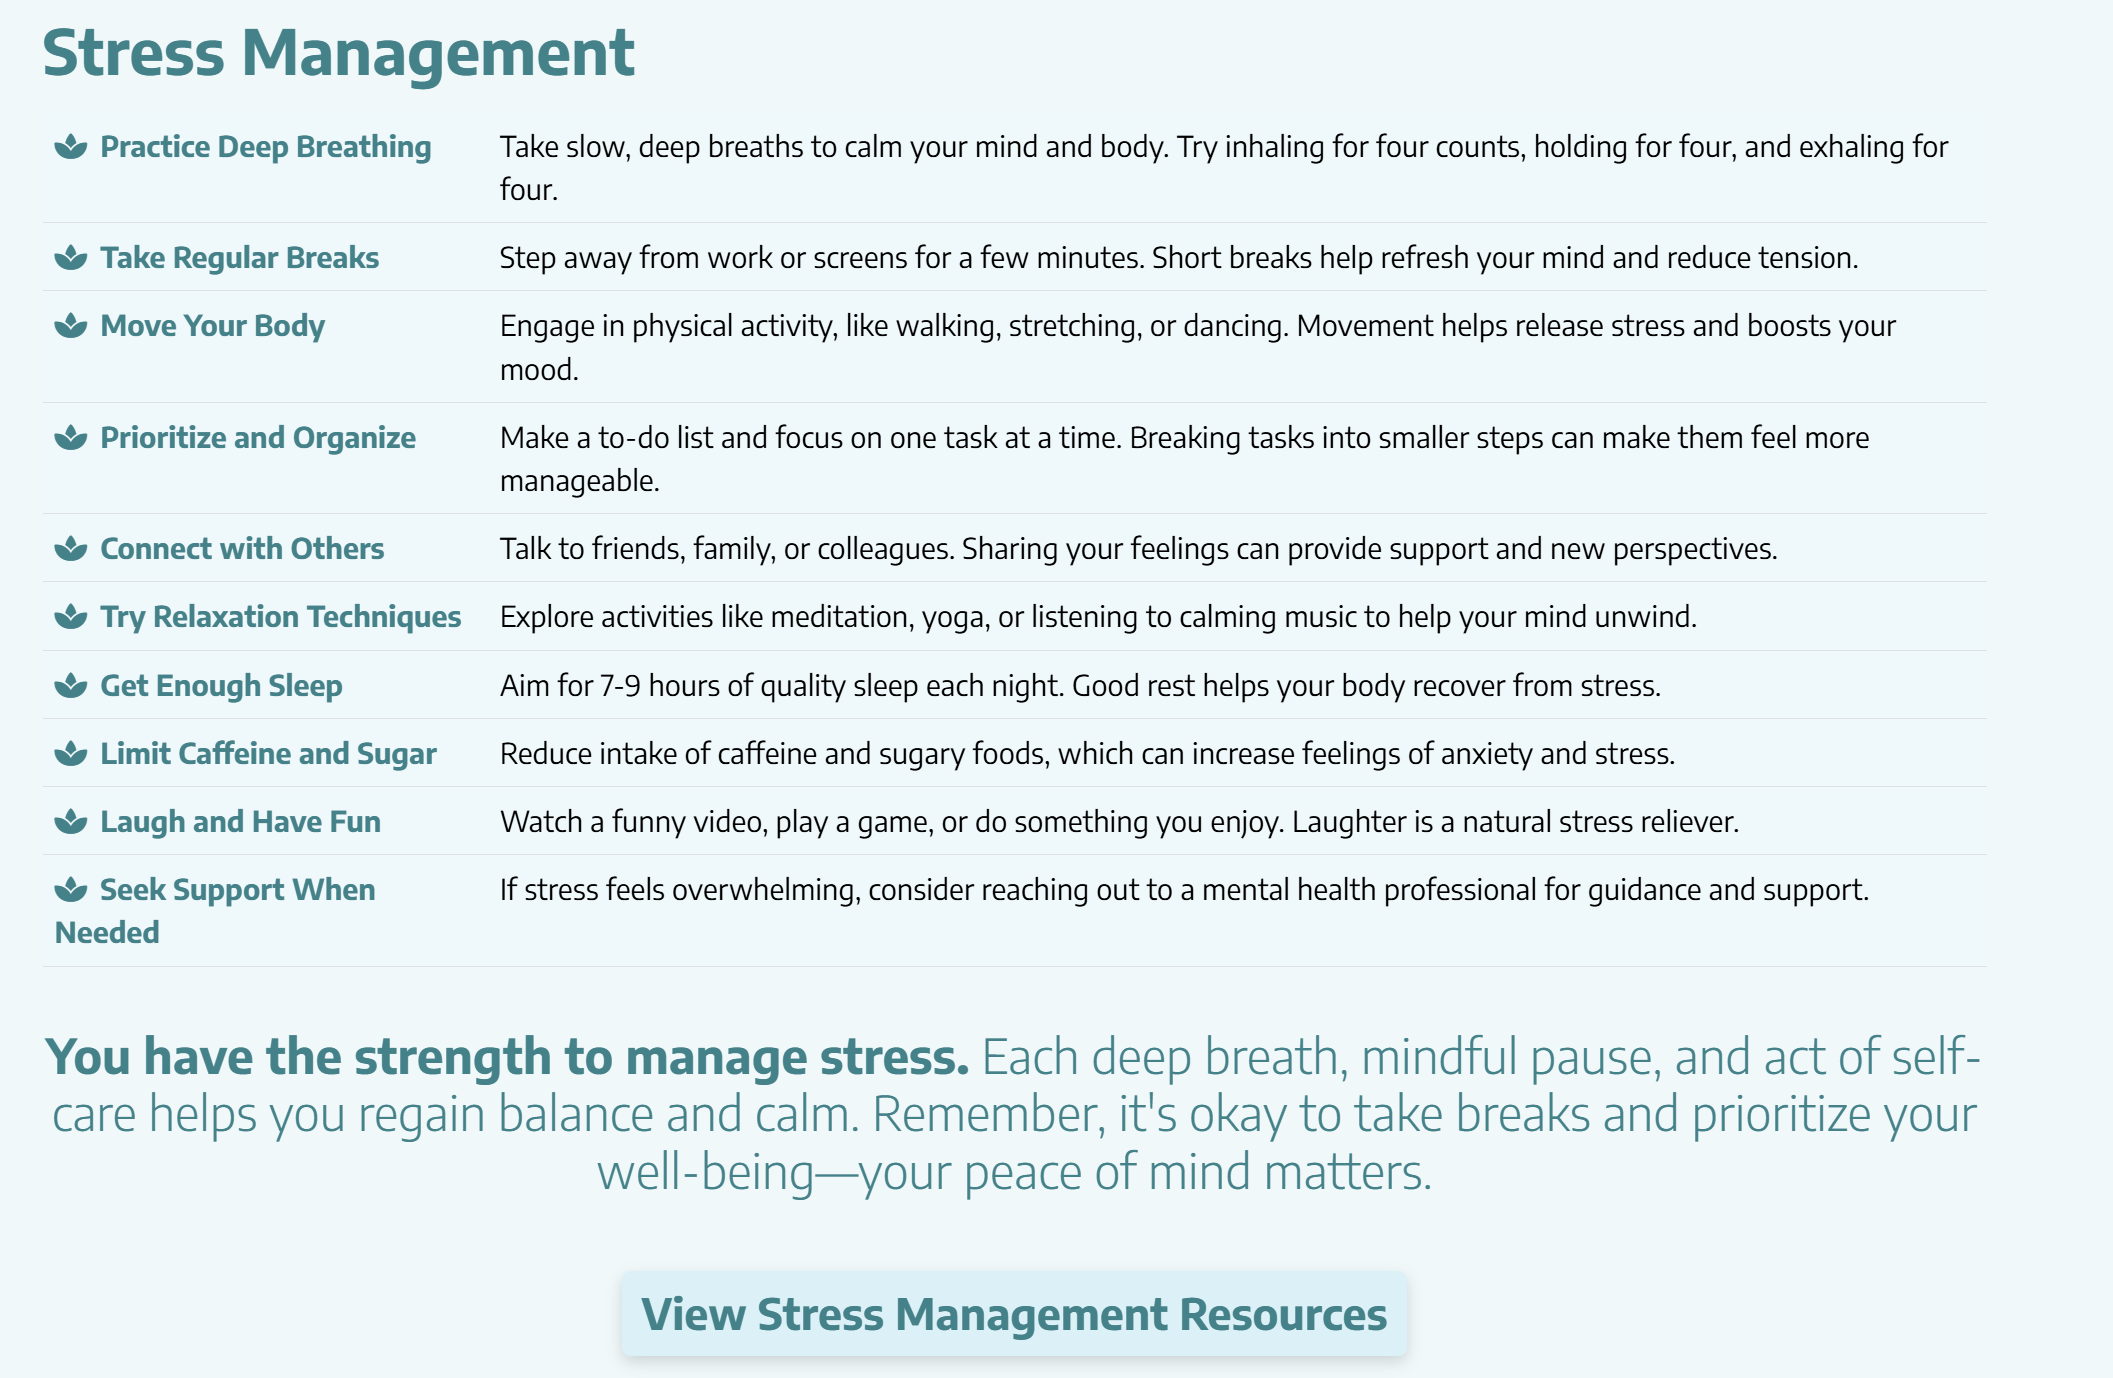 Stress Management
Practice Deep Breathing
Take slow, deep breaths to calm your mind and body. Try inhaling for four counts, holding for four, and exhaling for
four.
Take Regular Breaks
Step away from work or screens for a few minutes. Short breaks help refresh your mind and reduce tension.
Move Your Body
Engage in physical activity, like walking, stretching, or dancing. Movement helps release stress and boosts your
mood.
Prioritize and Organize
Make a to-do list and focus on one task at a time. Breaking tasks into smaller steps can make them feel more
manageable.
Connect with Others
Talk to friends, family, or colleagues. Sharing your feelings can provide support and new perspectives.
Try Relaxation Techniques
Explore activities like meditation, yoga, or listening to calming music to help your mind unwind.
Get Enough Sleep
Aim for 7-9 hours of quality sleep each night. Good rest helps your body recover from stress.
Limit Caffeine and Sugar
Reduce intake of caffeine and sugary foods, which can increase feelings of anxiety and stress.
Laugh and Have Fun
Watch a funny video, play a game, or do something you enjoy. Laughter is a natural stress reliever.
Seek Support When
Needed
If stress feels overwhelming, consider reaching out to a mental health professional for guidance and support.
You have the strength to manage stress. Each deep breath, mindful pause, and act of self-
care helps you regain balance and calm. Remember, it's okay to take breaks and prioritize your
well-being—your peace of mind matters.
View Stress Management Resources